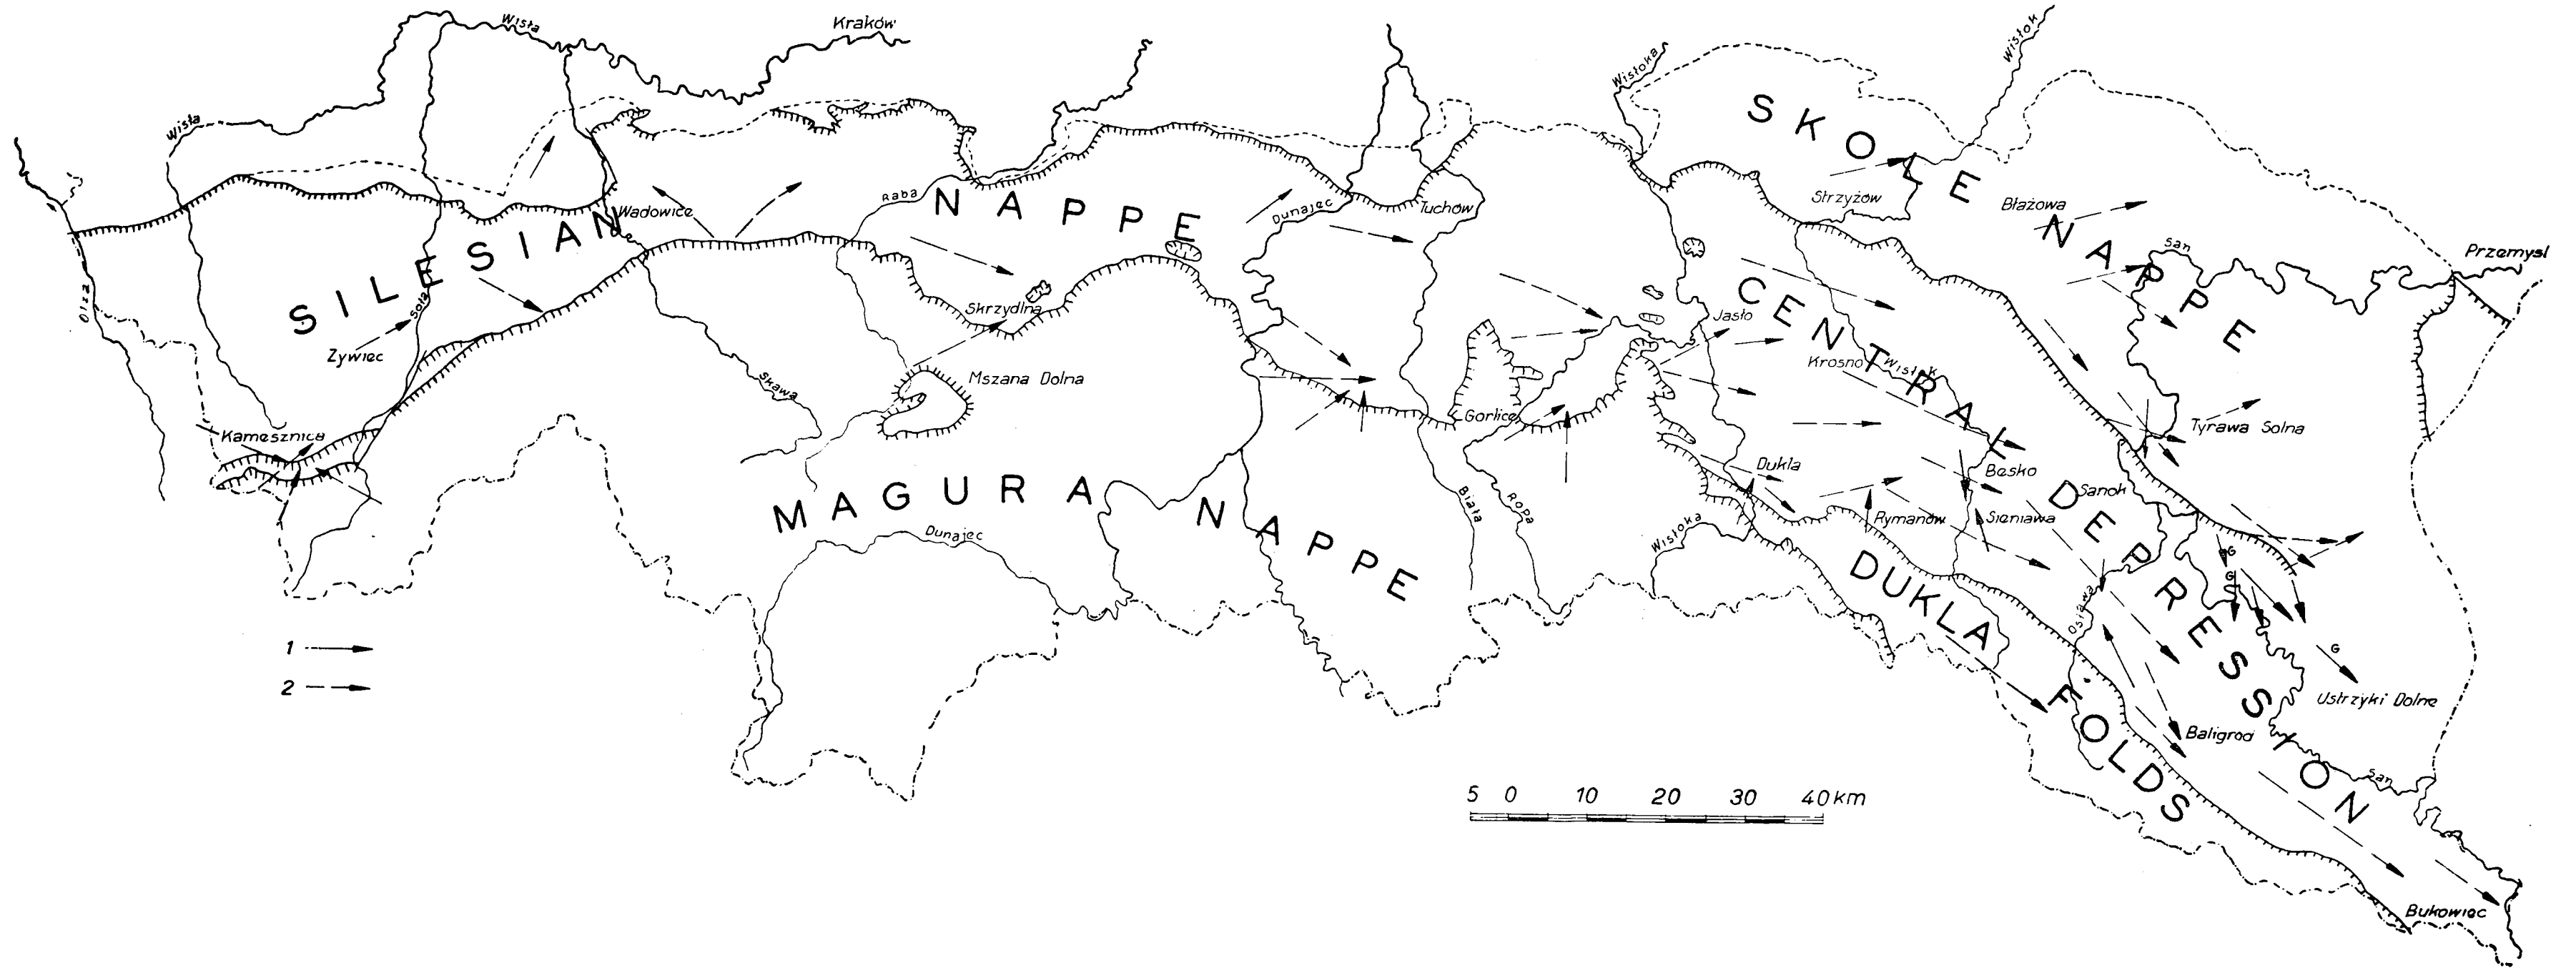 Wisła
Kraków
Wisłoka
Wisłok
Wisła
SKOLE NAPPE
Strzyżów
Błażowa
San
Przemysl
Raba
Wadowice
SILESIAN NAPPE
Dunajec
Tuchów
Olza
Soła
Żywiec
Skrzydlna
Mszana Dolna
Skawa
Jasło
CENTRAL DEPRESSION
Krosno
Wisłok
Gorlice
Kamesznica
Tyrawa Solna
Dukla
Besko
Sanok
MAGURA NAPPE
Dunajec
Biała
Ropa
Wisłoka
Rymanów
Sieniawa
G
G
DUKLA FOLDS
Osława
G
Ustrzyki Dolne
Baligrod
San
Bukowiec
1
2
5 0 10 20 30 40 km